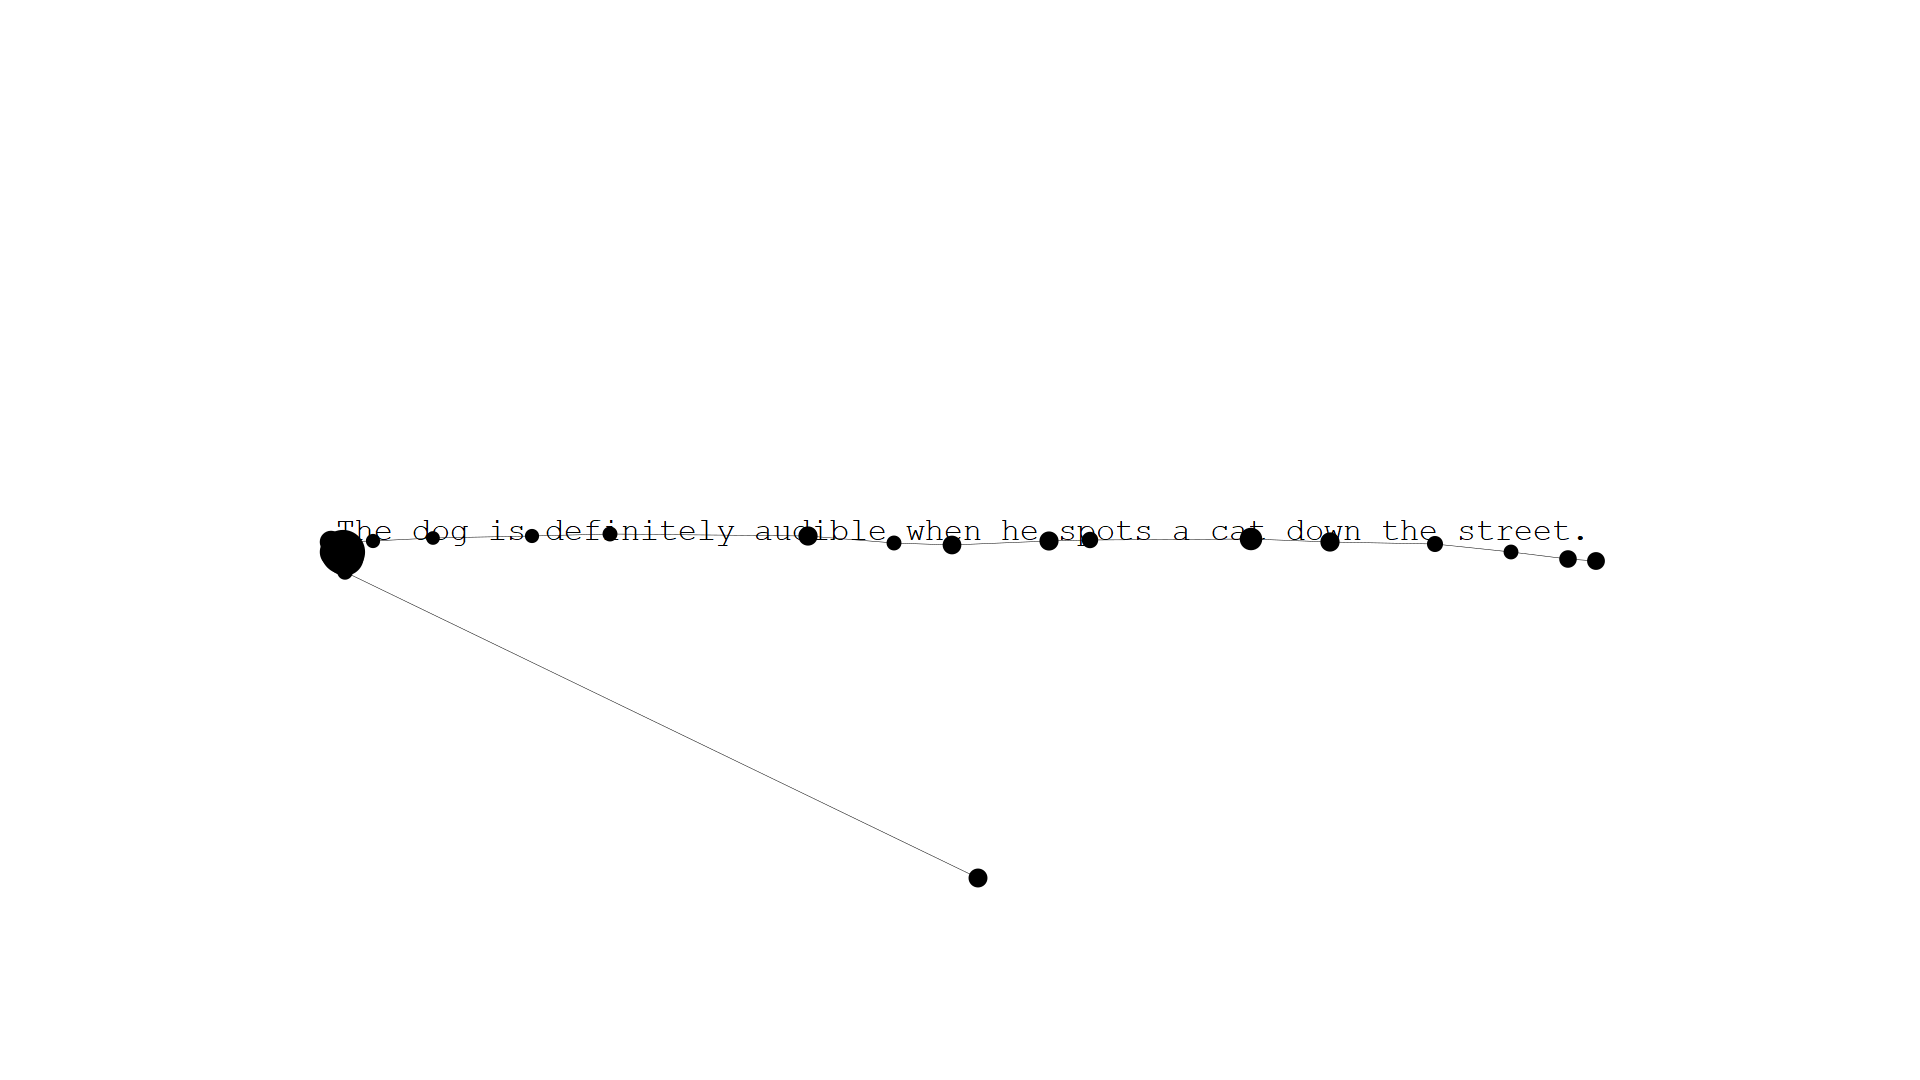 The dog is definitely audible when he spots a cat down the street.